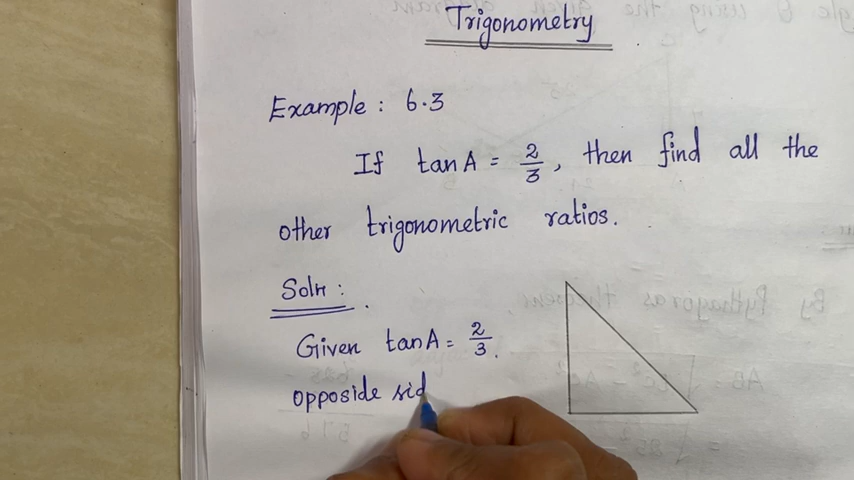 Trigonometry
Example : 6.3
If tan A = 2/3, then find all the
other trigonometric ratios.
Soln :
Given tan A = 2/3.
opposide sid